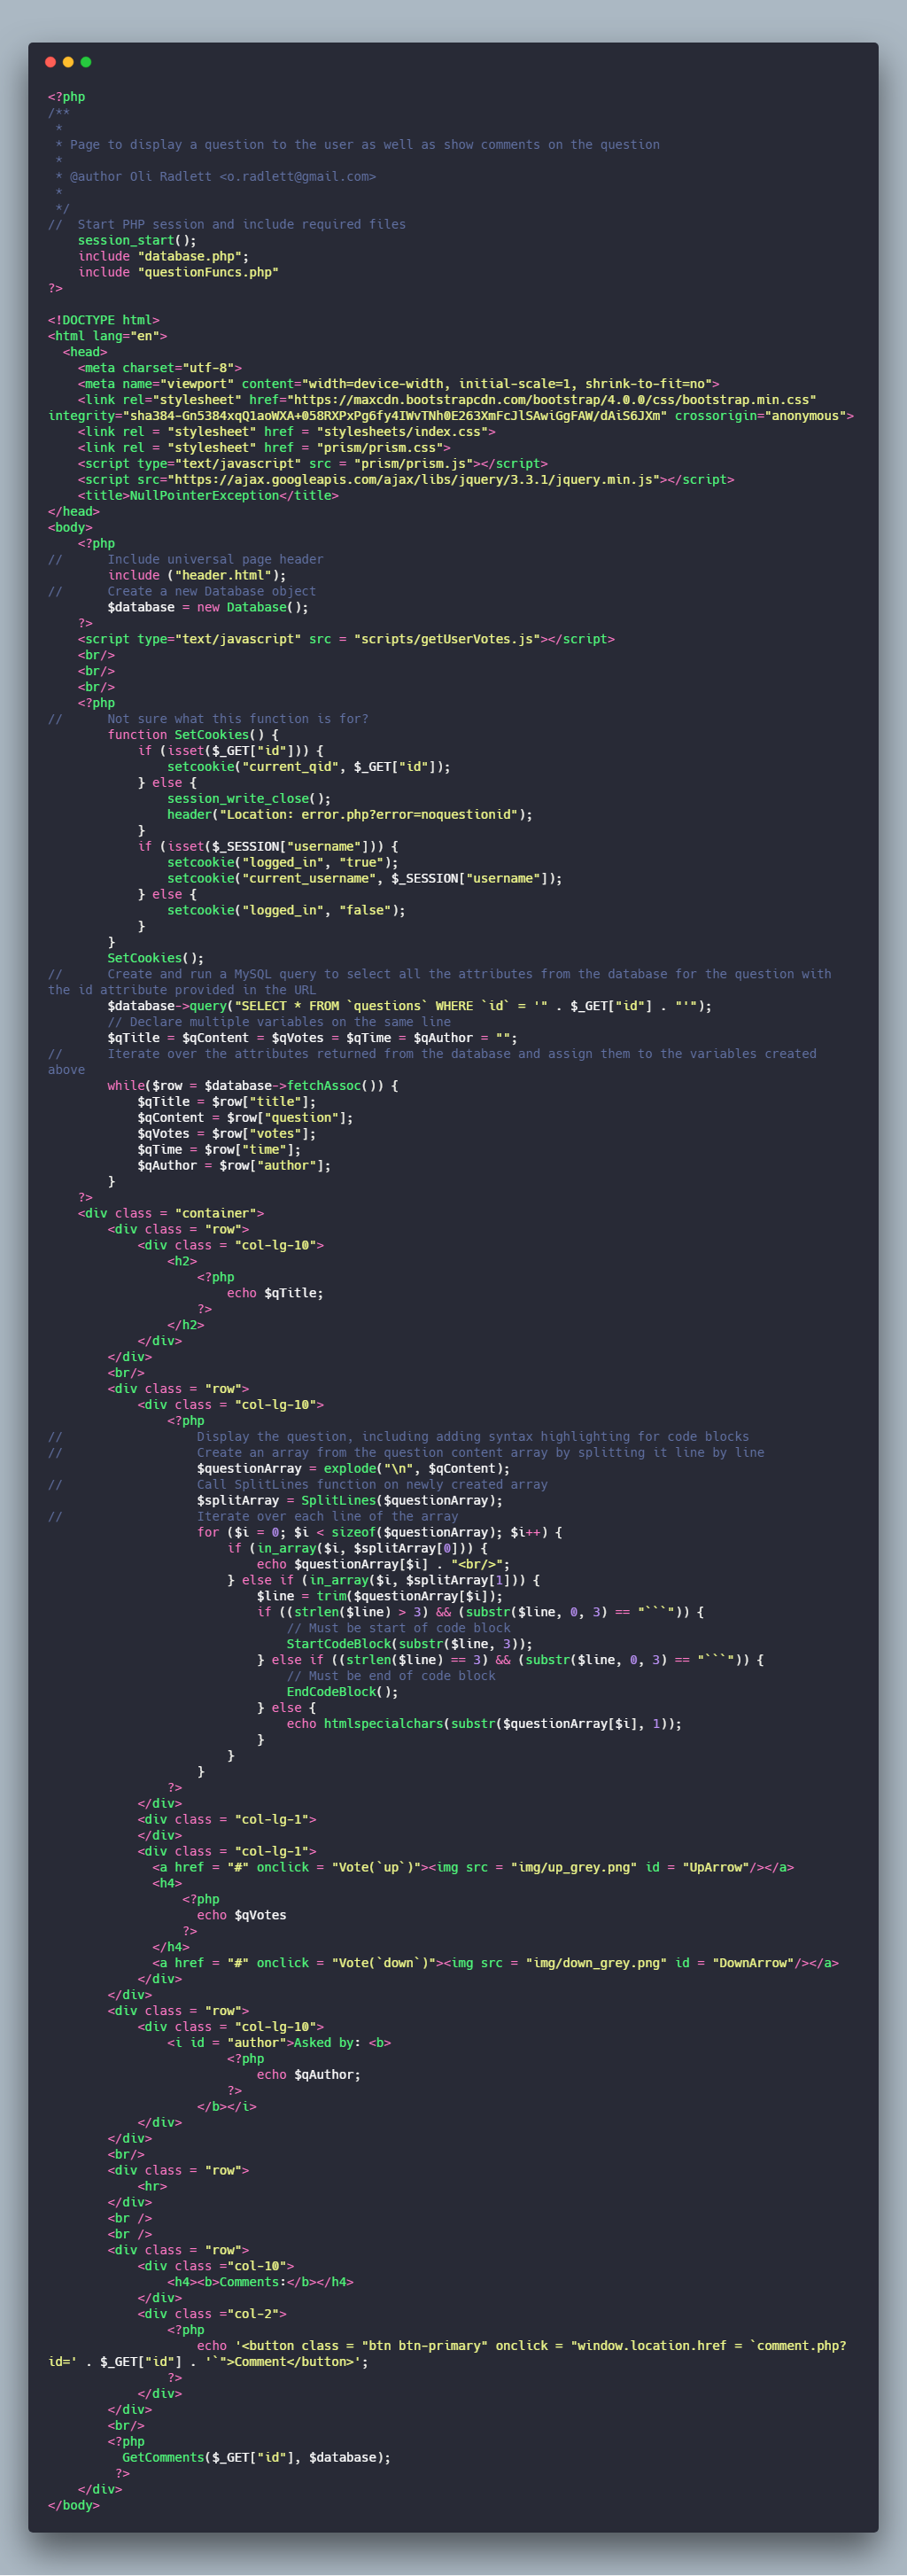 <?php
/**
 *
 * Page to display a question to the user as well as show comments on the question
 *
 * @author Oli Radlett <o.radlett@gmail.com>
 *
 */
//  Start PHP session and include required files
    session_start();
    include "database.php";
    include "questionFuncs.php"
?>

<!DOCTYPE html>
<html lang="en">
  <head>
    <meta charset="utf-8">
    <meta name="viewport" content="width=device-width, initial-scale=1, shrink-to-fit=no">
    <link rel="stylesheet" href="https://maxcdn.bootstrapcdn.com/bootstrap/4.0.0/css/bootstrap.min.css"
integrity="sha384-Gn5384xqQ1aoWXA+058RXPxPg6fy4IWvTNh0E263XmFcJlSAwiGgFAW/dAiS6JXm" crossorigin="anonymous">
    <link rel = "stylesheet" href = "stylesheets/index.css">
    <link rel = "stylesheet" href = "prism/prism.css">
    <script type="text/javascript" src = "prism/prism.js"></script>
    <script src="https://ajax.googleapis.com/ajax/libs/jquery/3.3.1/jquery.min.js"></script>
    <title>NullPointerException</title>
</head>
<body>
    <?php
//      Include universal page header
        include ("header.html");
//      Create a new Database object
        $database = new Database();
    ?>
    <script type="text/javascript" src = "scripts/getUserVotes.js"></script>
    <br/>
    <br/>
    <br/>
    <?php
//      Not sure what this function is for?
        function SetCookies() {
            if (isset($_GET["id"])) {
                setcookie("current_qid", $_GET["id"]);
            } else {
                session_write_close();
                header("Location: error.php?error=noquestionid");
            }
            if (isset($_SESSION["username"])) {
                setcookie("logged_in", "true");
                setcookie("current_username", $_SESSION["username"]);
            } else {
                setcookie("logged_in", "false");
            }
        }
        SetCookies();
//      Create and run a MySQL query to select all the attributes from the database for the question with
the id attribute provided in the URL
        $database->query("SELECT * FROM `questions` WHERE `id` = '" . $_GET["id"] . "'");
        // Declare multiple variables on the same line
        $qTitle = $qContent = $qVotes = $qTime = $qAuthor = "";
//      Iterate over the attributes returned from the database and assign them to the variables created
above
        while($row = $database->fetchAssoc()) {
            $qTitle = $row["title"];
            $qContent = $row["question"];
            $qVotes = $row["votes"];
            $qTime = $row["time"];
            $qAuthor = $row["author"];
        }
    ?>
    <div class = "container">
        <div class = "row">
            <div class = "col-lg-10">
                <h2>
                    <?php
                        echo $qTitle;
                    ?>
                </h2>
            </div>
        </div>
        <br/>
        <div class = "row">
            <div class = "col-lg-10">
                <?php
//                  Display the question, including adding syntax highlighting for code blocks
//                  Create an array from the question content array by splitting it line by line
                    $questionArray = explode("\n", $qContent);
//                  Call SplitLines function on newly created array
                    $splitArray = SplitLines($questionArray);
//                  Iterate over each line of the array
                    for ($i = 0; $i < sizeof($questionArray); $i++) {
                        if (in_array($i, $splitArray[0])) {
                            echo $questionArray[$i] . "<br/>";
                        } else if (in_array($i, $splitArray[1])) {
                            $line = trim($questionArray[$i]);
                            if ((strlen($line) > 3) && (substr($line, 0, 3) == "```")) {
                                // Must be start of code block
                                StartCodeBlock(substr($line, 3));
                            } else if ((strlen($line) == 3) && (substr($line, 0, 3) == "```")) {
                                // Must be end of code block
                                EndCodeBlock();
                            } else {
                                echo htmlspecialchars(substr($questionArray[$i], 1));
                            }
                        }
                    }
                ?>
            </div>
            <div class = "col-lg-1">
            </div>
            <div class = "col-lg-1">
              <a href = "#" onclick = "Vote(`up`)"><img src = "img/up_grey.png" id = "UpArrow"/></a>
              <h4>
                  <?php
                    echo $qVotes
                  ?>
              </h4>
              <a href = "#" onclick = "Vote(`down`)"><img src = "img/down_grey.png" id = "DownArrow"/></a>
            </div>
        </div>
        <div class = "row">
            <div class = "col-lg-10">
                <i id = "author">Asked by: <b>
                        <?php
                            echo $qAuthor;
                        ?>
                    </b></i>
            </div>
        </div>
        <br/>
        <div class = "row">
            <hr>
        </div>
        <br />
        <br />
        <div class = "row">
            <div class ="col-10">
                <h4><b>Comments:</b></h4>
            </div>
            <div class ="col-2">
                <?php
                    echo '<button class = "btn btn-primary" onclick = "window.location.href = `comment.php?
id=' . $_GET["id"] . '`">Comment</button>';
                ?>
            </div>
        </div>
        <br/>
        <?php
          GetComments($_GET["id"], $database);
         ?>
    </div>
</body>